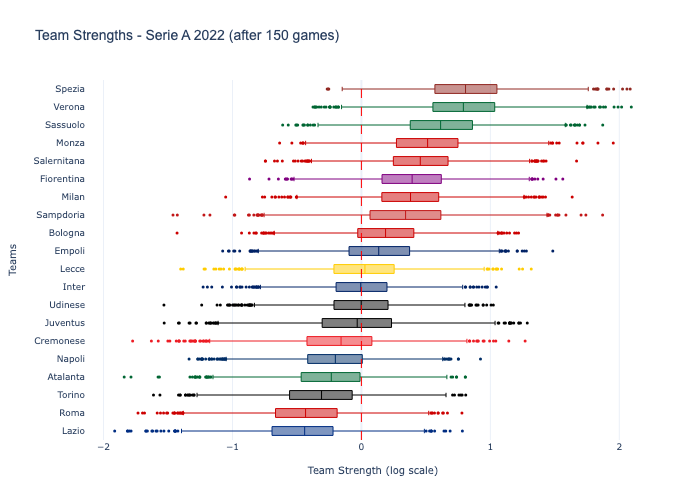 Team Strengths - Serie A 2022 (after 150 games)
Spezia
Verona
Sassuolo
Monza
Salernitana
Fiorentina
Milan
Sampdoria
Bologna
Empoli
Lecce
Inter
Udinese
Juventus
Cremonese
Napoli
Atalanta
Torino
Roma
Lazio
Teams
−2 −1 0 1 2
Team Strength (log scale)